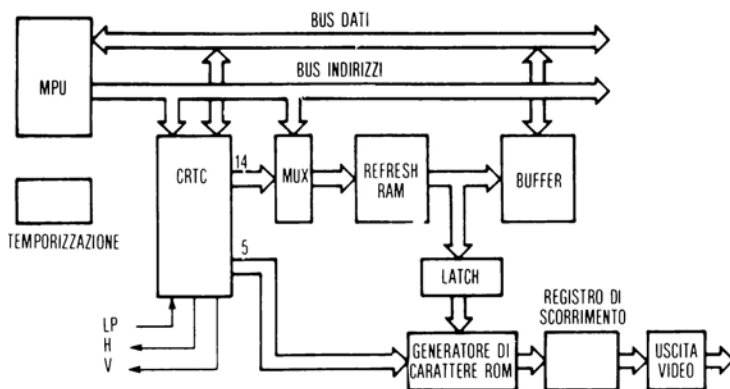 BUS DATI
MPU
BUS INDIRIZZI
CRTC
14
MUX
REFRESH
RAM
BUFFER
TEMPORIZZAZIONE
5
LATCH
LP
H
V
GENERATORE DI
CARATTERE ROM
REGISTRO DI
SCORRIMENTO
USCITA
VIDEO